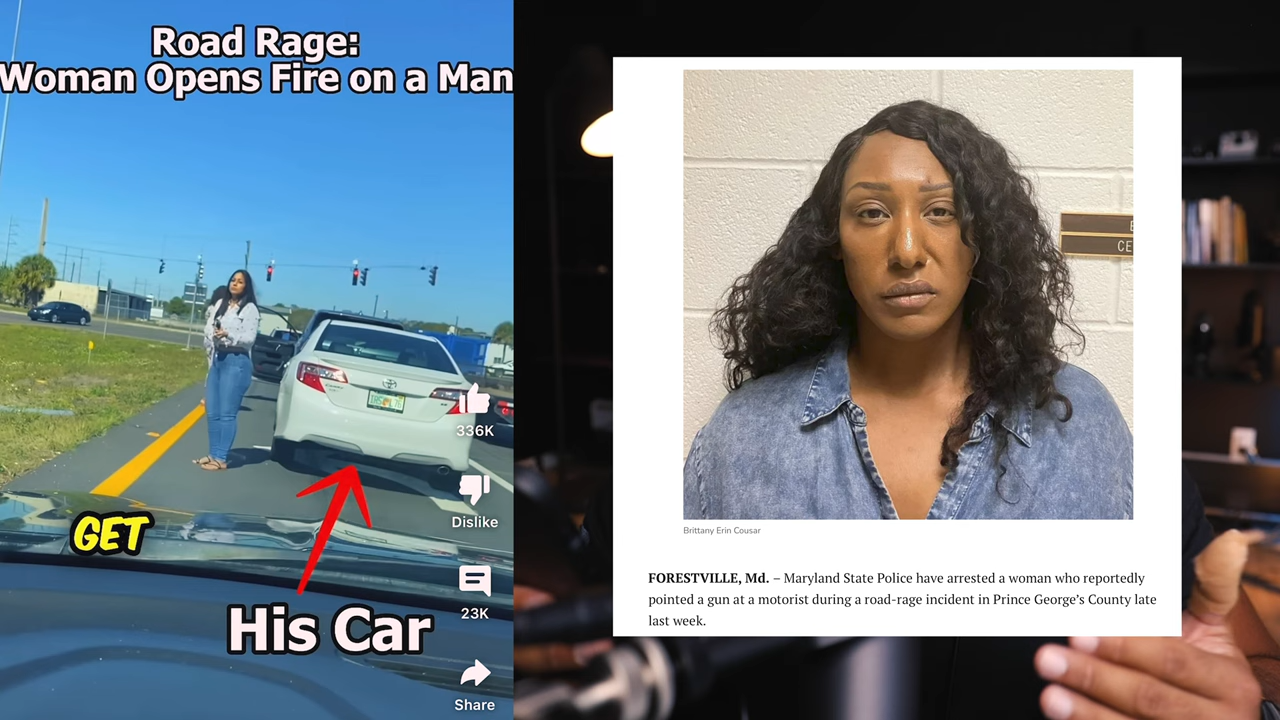 Road Rage:
Woman Opens Fire on a Man
GET
His Car
336K
Dislike
23K
Share
CE
Brittany Erin Cousar
FORESTVILLE, Md. – Maryland State Police have arrested a woman who reportedly
pointed a gun at a motorist during a road-rage incident in Prince George’s County late
last week.